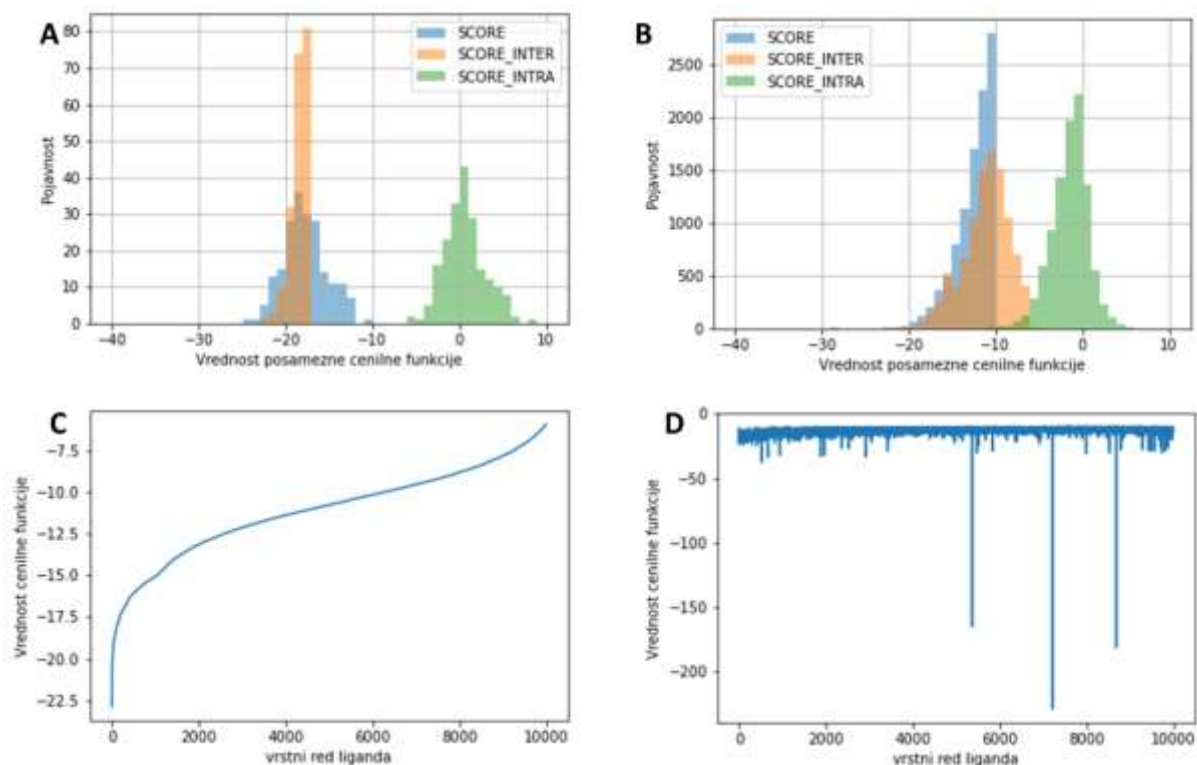 A
SCORE
SCORE_INTER
SCORE_INTRA
Pojavnost
80
70
60
50
40
30
20
10
0
−40
−30
−20
−10
0
10
Vrednost posamezne cenilne funkcije
B
SCORE
SCORE_INTER
SCORE_INTRA
Pojavnost
2500
2000
1500
1000
500
0
−40
−30
−20
−10
0
10
Vrednost posamezne cenilne funkcije
C
Vrednost cenilne funkcije
−7.5
−10.0
−12.5
−15.0
−17.5
−20.0
−22.5
0
2000
4000
6000
8000
10000
vrstni red liganda
D
Vrednost cenilne funkcije
0
−50
−100
−150
−200
0
2000
4000
6000
8000
10000
vrstni red liganda